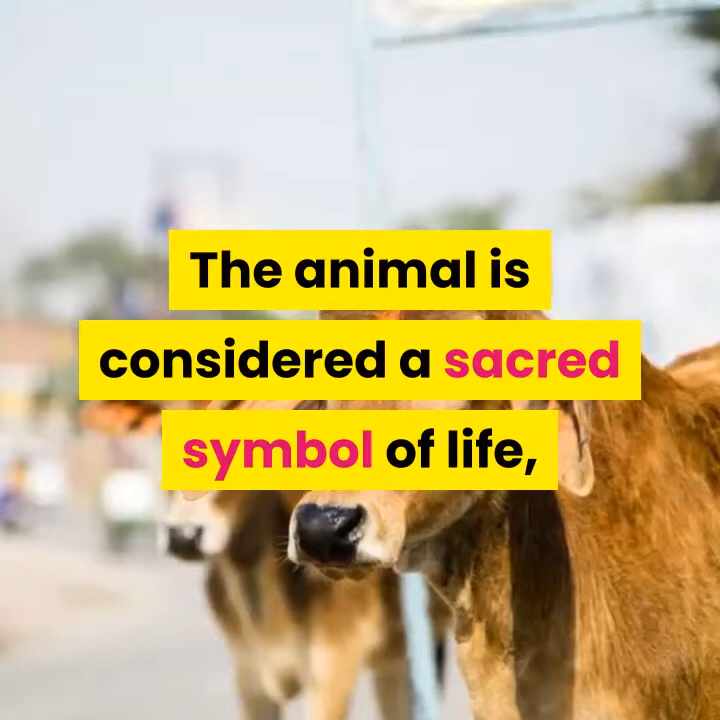 The animal is
considered a sacred
symbol of life,